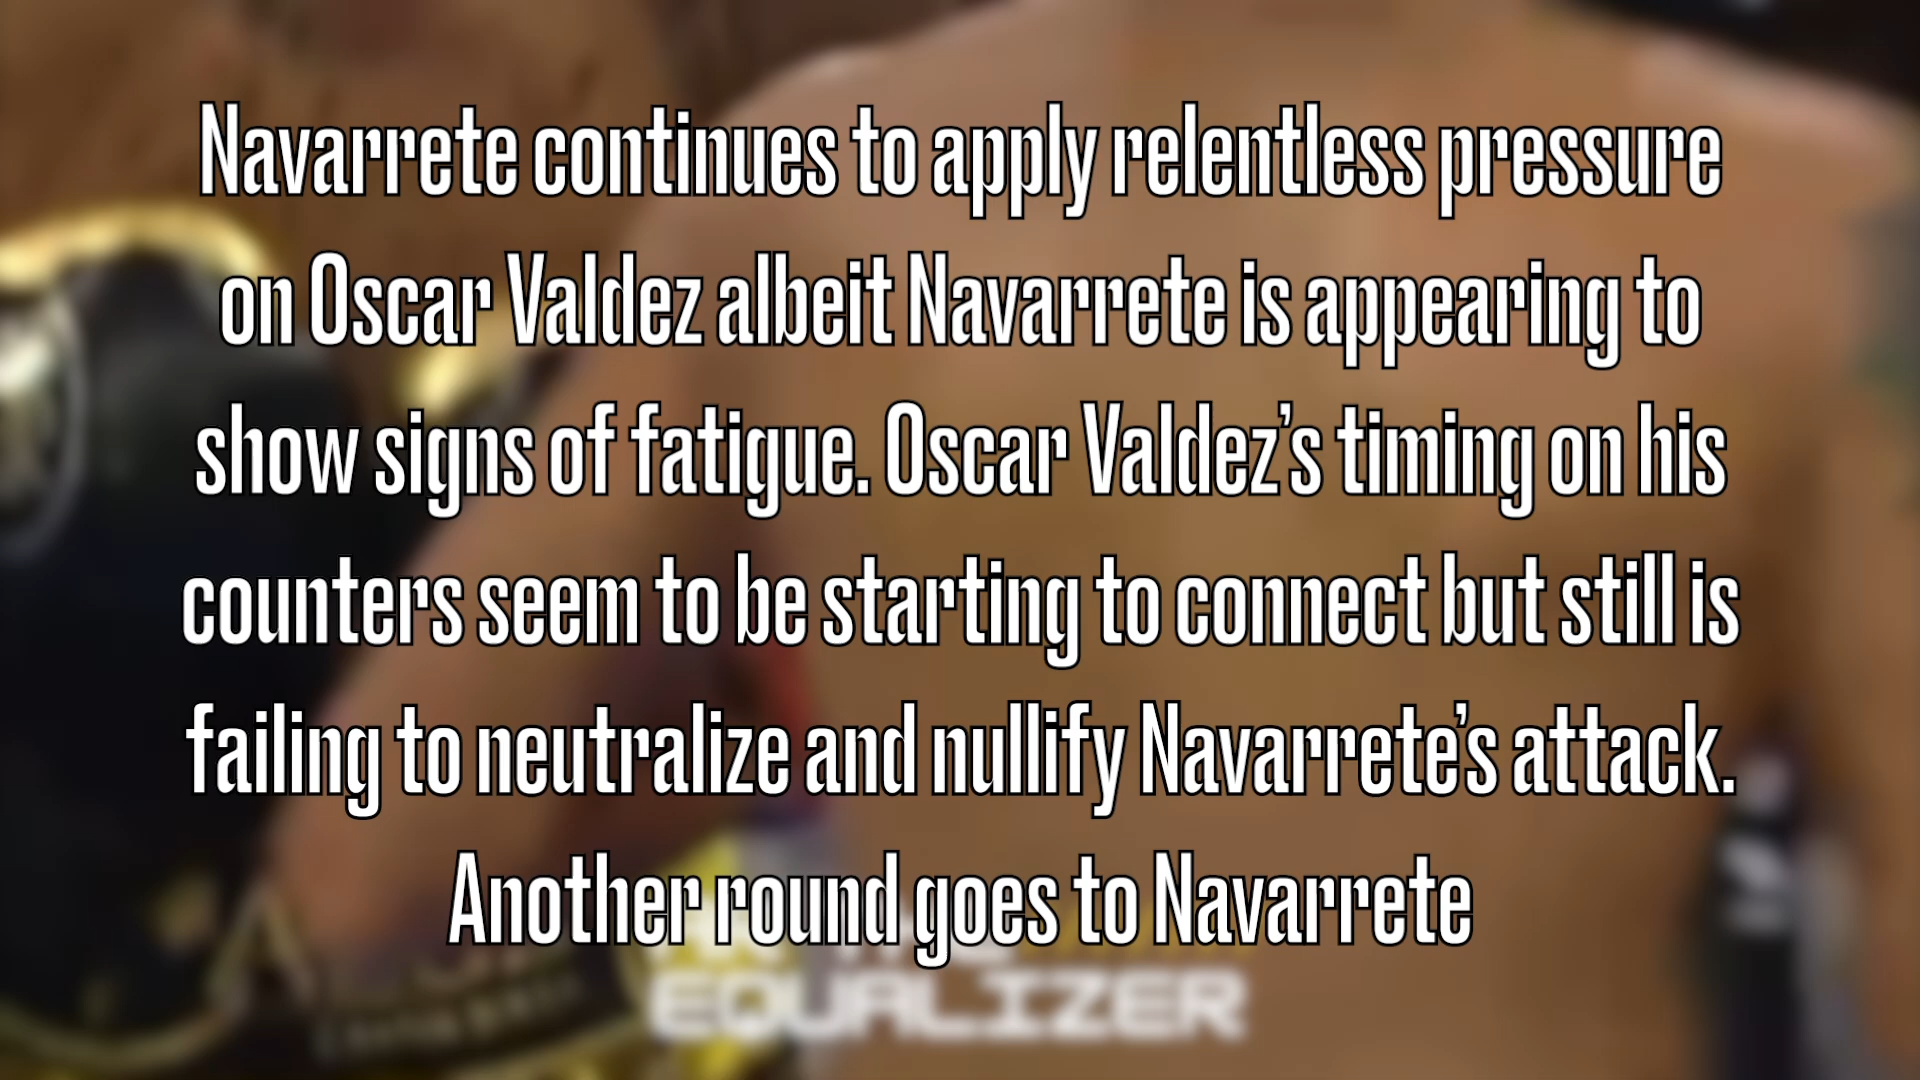 Navarrete continues to apply relentless pressure
on Oscar Valdez albeit Navarrete is appearing to
show signs of fatigue. Oscar Valdez’s timing on his
counters seem to be starting to connect but still is
failing to neutralize and nullify Navarrete’s attack.
Another round goes to Navarrete
EQUALIZER